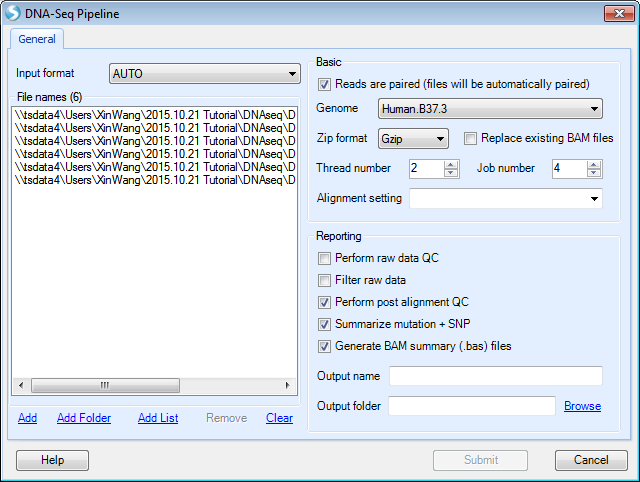 DNA-Seq Pipeline
General
Input format AUTO
File names (6)
\\tsdata4\Users\XinWang\2015.10.21 Tutorial\DNAseq\D
\\tsdata4\Users\XinWang\2015.10.21 Tutorial\DNAseq\D
\\tsdata4\Users\XinWang\2015.10.21 Tutorial\DNAseq\D
\\tsdata4\Users\XinWang\2015.10.21 Tutorial\DNAseq\D
\\tsdata4\Users\XinWang\2015.10.21 Tutorial\DNAseq\D
\\tsdata4\Users\XinWang\2015.10.21 Tutorial\DNAseq\D
Add Add Folder Add List Remove Clear
Basic
Reads are paired (files will be automatically paired)
Genome Human.B37.3
Zip format Gzip Replace existing BAM files
Thread number 2 Job number 4
Alignment setting
Reporting
Perform raw data QC
Filter raw data
Perform post alignment QC
Summarize mutation + SNP
Generate BAM summary (.bas) files
Output name
Output folder Browse
Help Submit Cancel